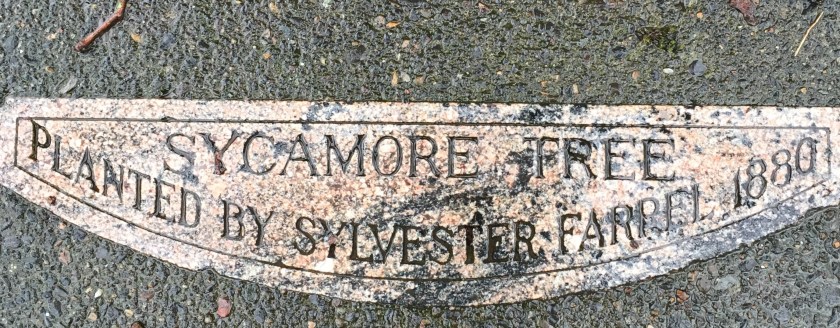 SYCAMORE TREE
PLANTED BY SYLVESTER FARREL 1880